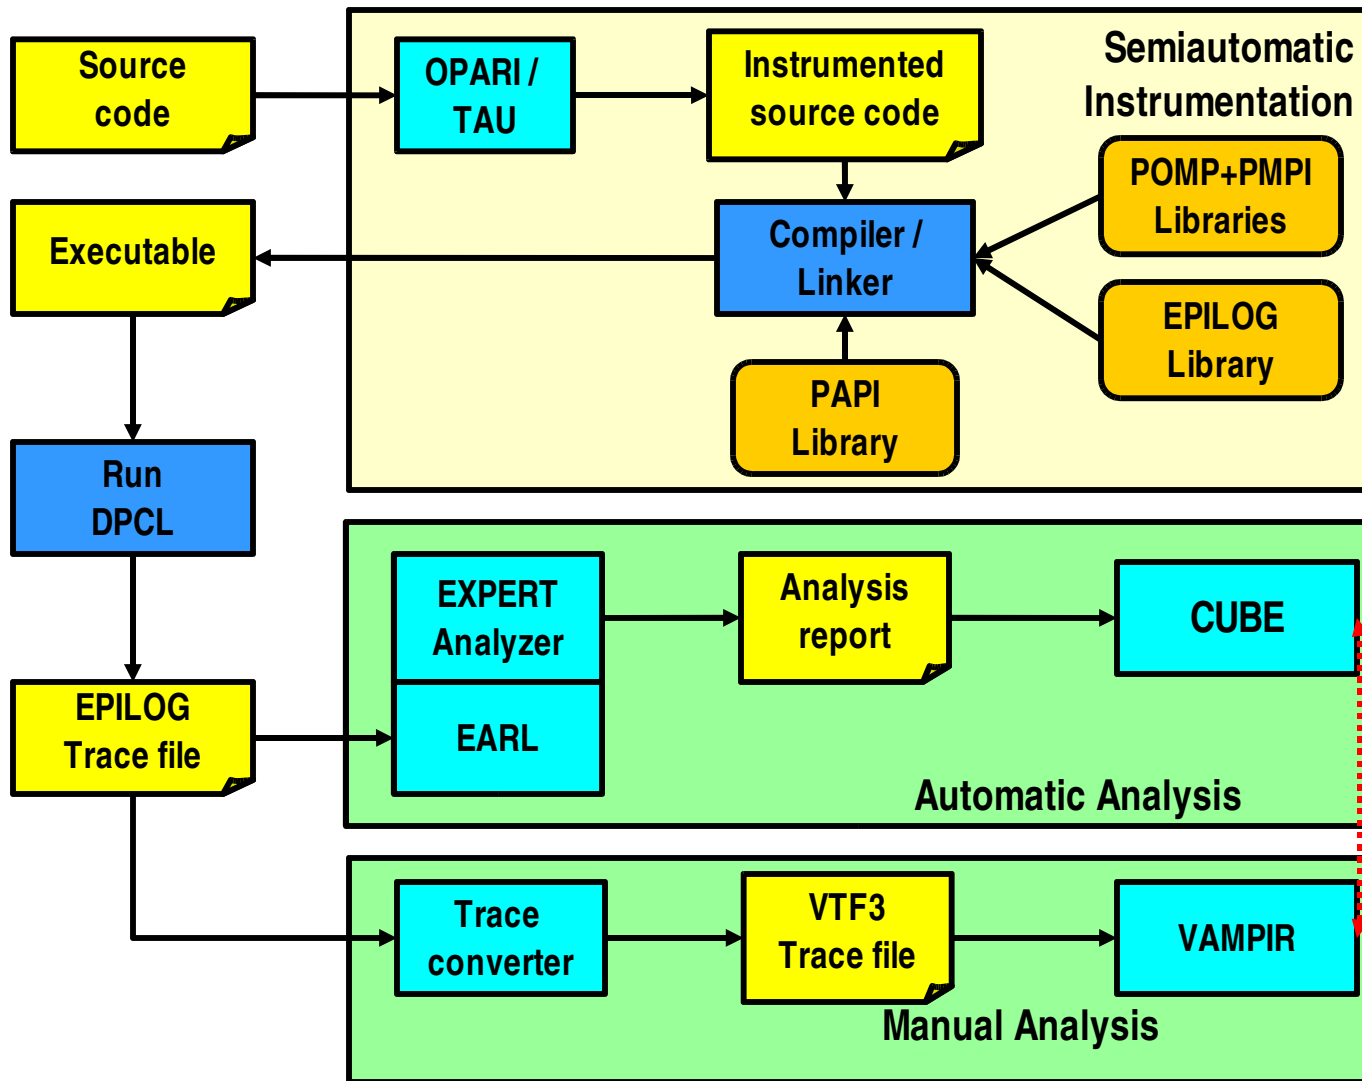 Source
code
OPARI /
TAU
Instrumented
source code
Semiautomatic
Instrumentation
POMP+PMPI
Libraries
Executable
Compiler /
Linker
EPILOG
Library
PAPI
Library
Run
DPCL
EXPERT
Analyzer
Analysis
report
CUBE
EPILOG
Trace file
EARL
Automatic Analysis
Trace
converter
VTF3
Trace file
VAMPIR
Manual Analysis